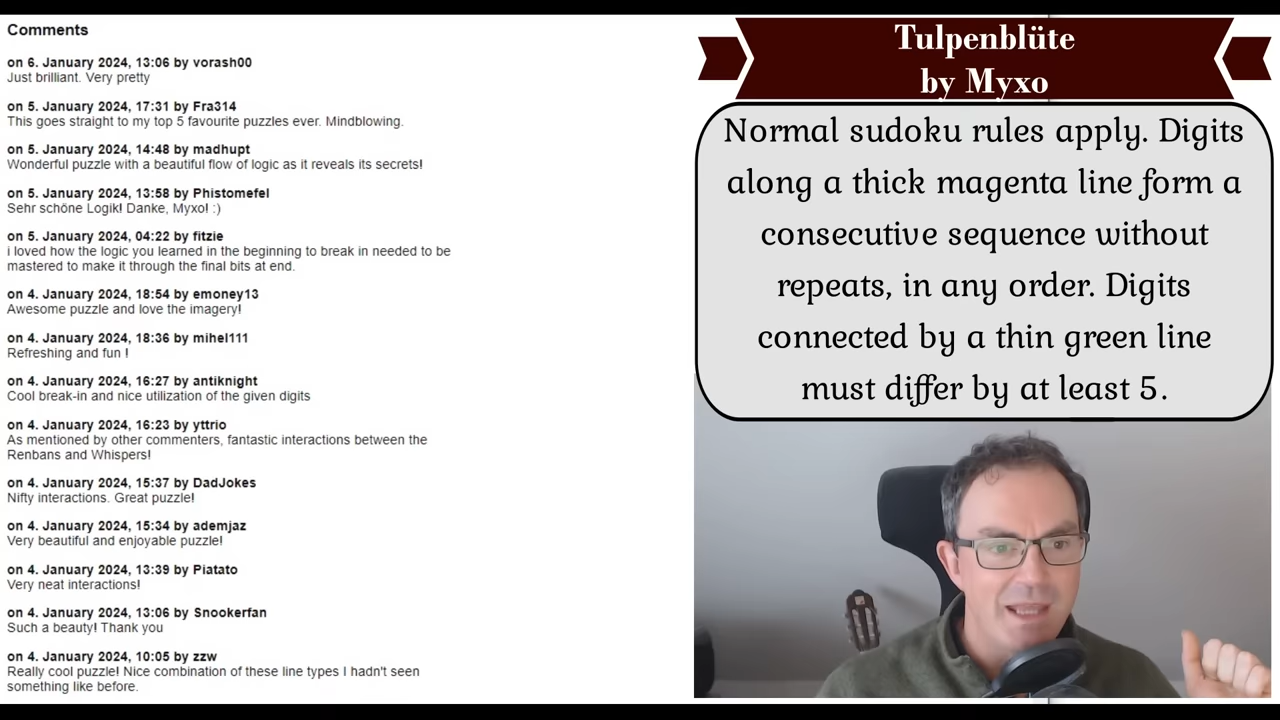 Comments
on 6. January 2024, 13:06 by vorash00
Just brilliant. Very pretty
on 5. January 2024, 17:31 by Fra314
This goes straight to my top 5 favourite puzzles ever. Mindblowing.
on 5. January 2024, 14:48 by madhupt
Wonderful puzzle with a beautiful flow of logic as it reveals its secrets!
on 5. January 2024, 13:58 by Phistomefel
Sehr schöne Logik! Danke, Myxo! :)
on 5. January 2024, 04:22 by fitzie
i loved how the logic you learned in the beginning to break in needed to be
mastered to make it through the final bits at end.
on 4. January 2024, 18:54 by emoney13
Awesome puzzle and love the imagery!
on 4. January 2024, 18:36 by mihel111
Refreshing and fun !
on 4. January 2024, 16:27 by antiknight
Cool break-in and nice utilization of the given digits
on 4. January 2024, 16:23 by yttrio
As mentioned by other commenters, fantastic interactions between the
Renbans and Whispers!
on 4. January 2024, 15:37 by DadJokes
Nifty interactions. Great puzzle!
on 4. January 2024, 15:34 by ademjaz
Very beautiful and enjoyable puzzle!
on 4. January 2024, 13:39 by Piatato
Very neat interactions!
on 4. January 2024, 13:06 by Snookerfan
Such a beauty! Thank you
on 4. January 2024, 10:05 by zzw
Really cool puzzle! Nice combination of these line types I hadn't seen
something like before.
Tulpenblüte
by Myxo
Normal sudoku rules apply. Digits
along a thick magenta line form a
consecutive sequence without
repeats, in any order. Digits
connected by a thin green line
must differ by at least 5.